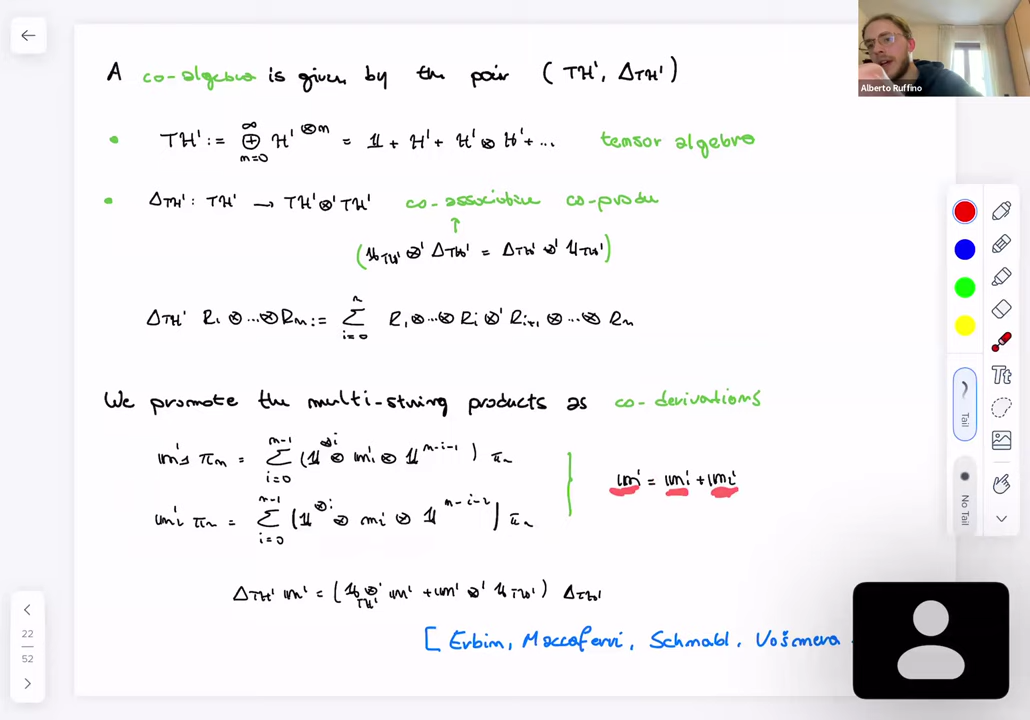 A co-algebra is given by the pair ( TH', Δ_TH' )
• TH' := ⊕_{m=0}^{∞} H'^{⊗m} = 𝟙 + H' + H' ⊗ H' + ... tensor algebra
• Δ_TH' : TH' → TH' ⊗' TH' co-associative co-produ
↑
( 𝟙_TH' ⊗' Δ_TH' = Δ_TH' ⊗' 𝟙_TH' )
Δ_TH' R_1 ⊗ ... ⊗ R_m := Σ_{i=0}^{n} R_1 ⊗ ... ⊗ R_i ⊗' R_{i+1} ⊗ ... ⊗ R_n
We promote the multi-string products as co-derivations
m'_1 π_n = Σ_{i=0}^{n-1} ( 𝟙^{⊗i} ⊗ m'_1 ⊗ 𝟙^{n-i-1} ) π_n
m' = m'_1 + m'_2
m'_2 π_n = Σ_{i=0}^{n-1} ( 𝟙^{⊗i} ⊗ m'_2 ⊗ 𝟙^{n-i-2} ) π_n
Δ_TH' m' = ( 𝟙_TH' ⊗' m' + m' ⊗' 𝟙_TH' ) Δ_TH'
[ Erbim, Maccaferri, Schnabl, Vošmera
Alberto Ruffino
Tail
Tt
No Tail
22
52